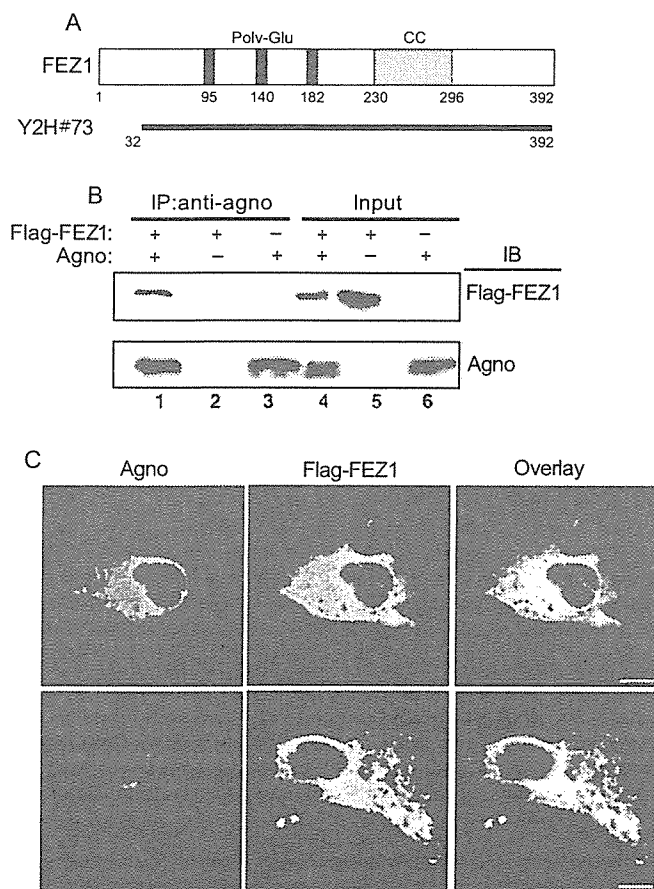 A
Polv-Glu CC
FEZ1
1 95 140 182 230 296 392
Y2H#73
32 392
B
IP:anti-agno Input
Flag-FEZ1: + + − + + −
Agno: + − + + − + IB
Flag-FEZ1
Agno
1 2 3 4 5 6
C
Agno Flag-FEZ1 Overlay